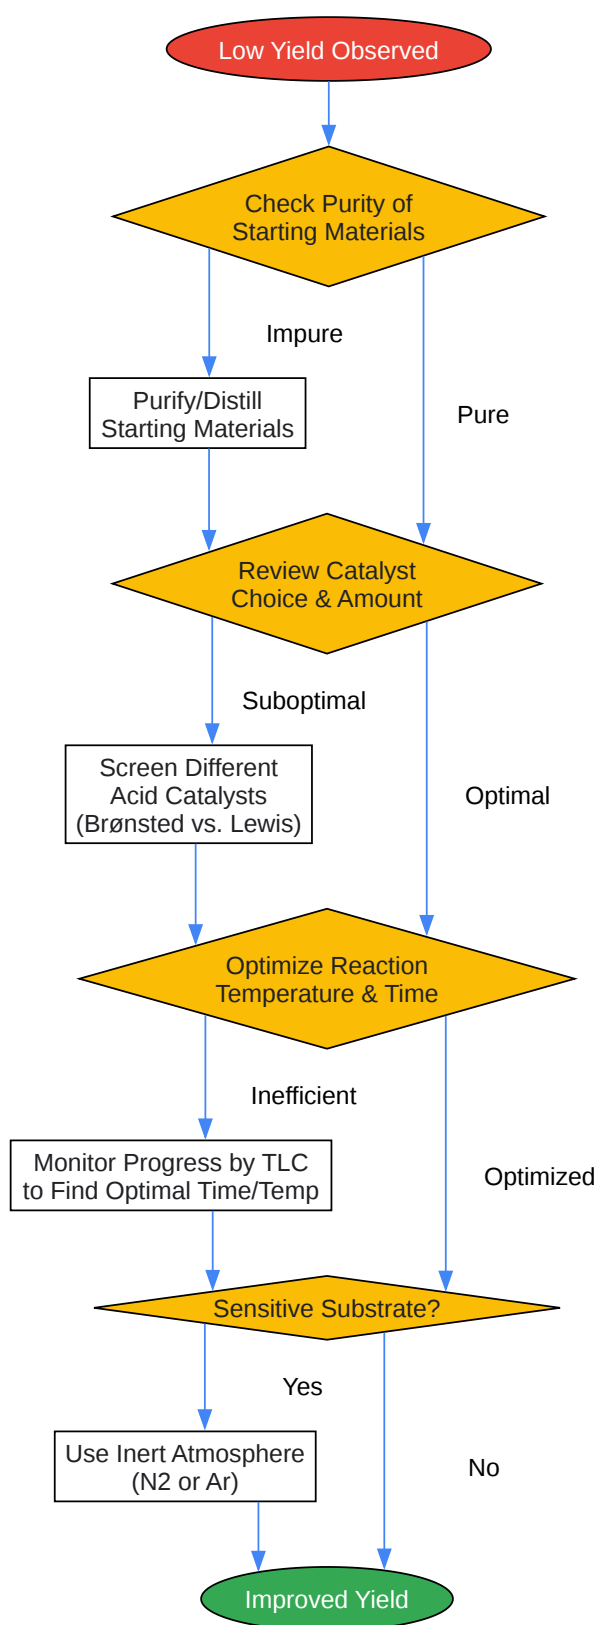 Low Yield Observed
Check Purity of
Starting Materials
Impure
Purify/Distill
Starting Materials
Pure
Review Catalyst
Choice & Amount
Suboptimal
Screen Different
Acid Catalysts
(Brønsted vs. Lewis)
Optimal
Optimize Reaction
Temperature & Time
Inefficient
Monitor Progress by TLC
to Find Optimal Time/Temp
Optimized
Sensitive Substrate?
Yes
Use Inert Atmosphere
(N2 or Ar)
No
Improved Yield